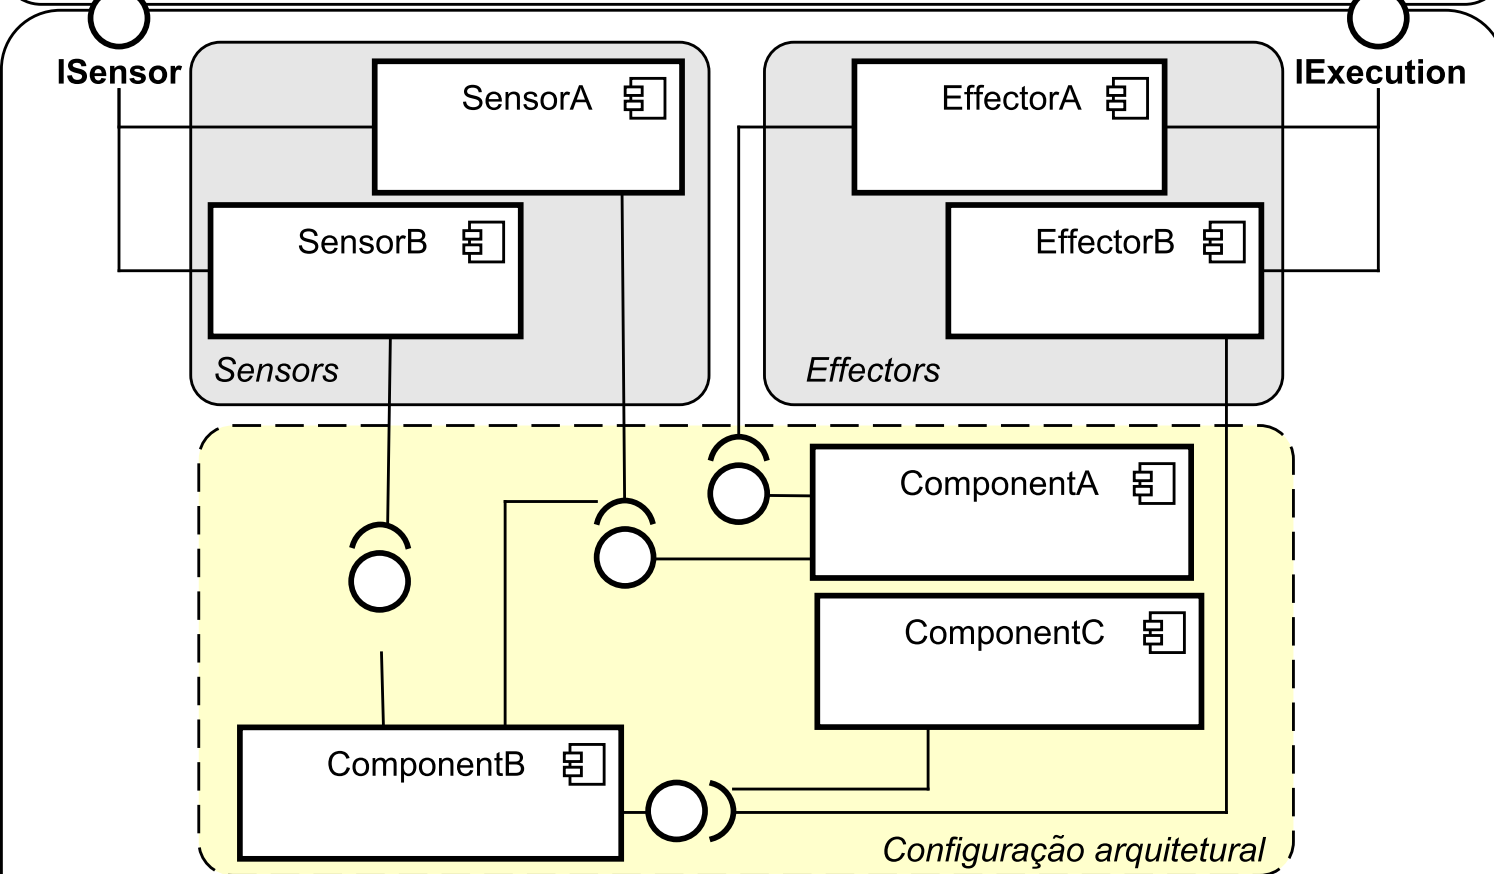 ISensor
IExecution
SensorA
EffectorA
SensorB
EffectorB
Sensors
Effectors
ComponentA
ComponentC
ComponentB
Configuração arquitetural